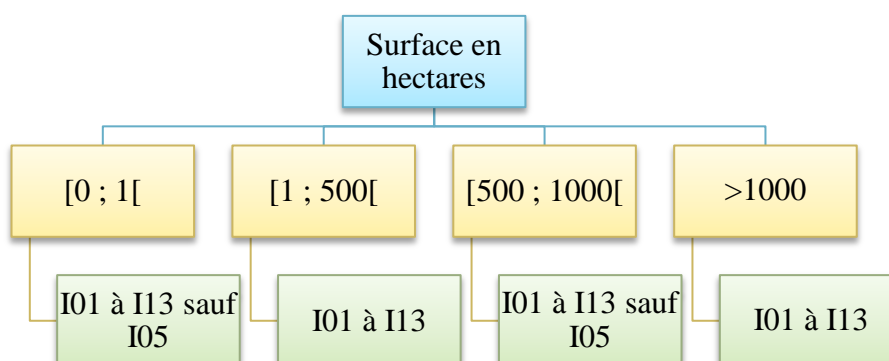 Surface en
hectares
[0 ; 1[
[1 ; 500[
[500 ; 1000[
>1000
I01 à I13 sauf
I05
I01 à I13
I01 à I13 sauf
I05
I01 à I13